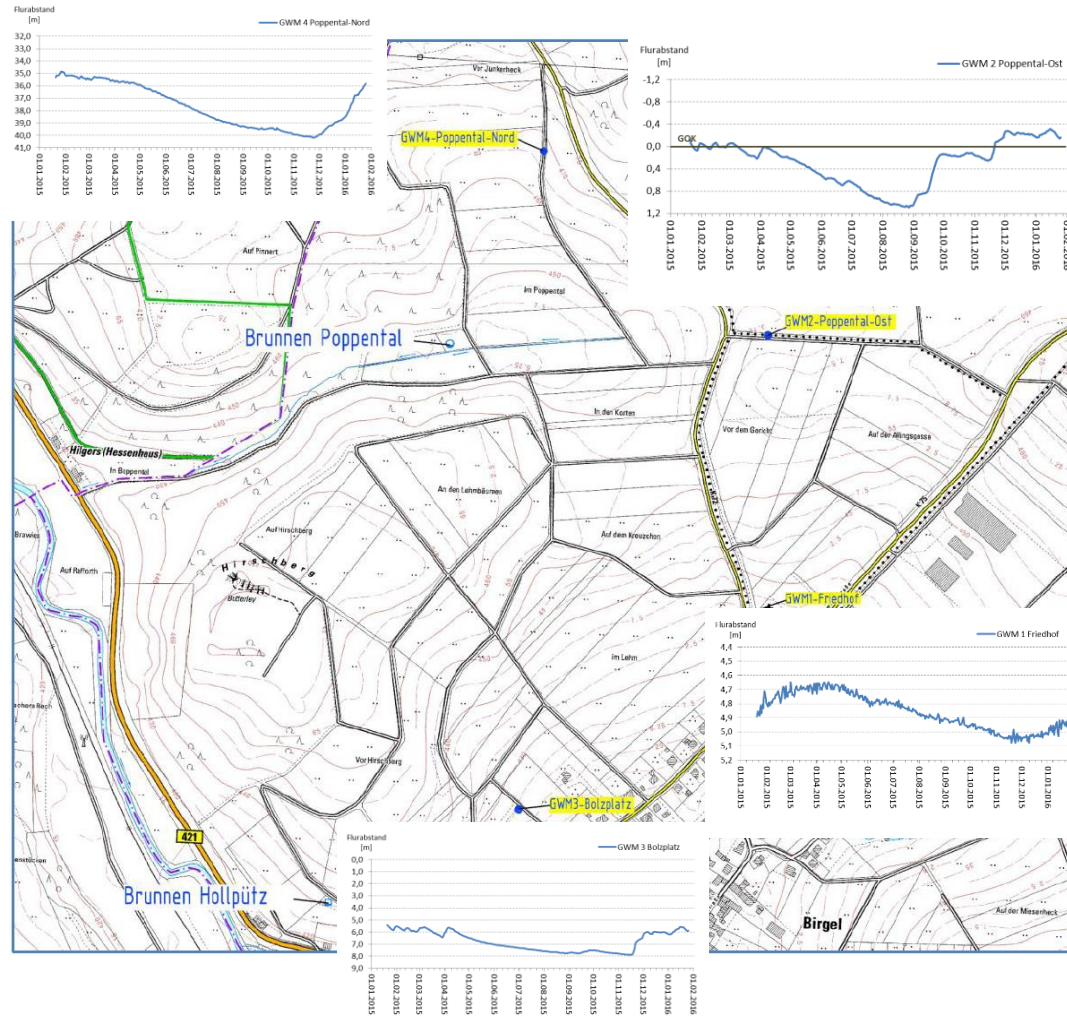 Flurabstand
[m]
GWM 4 Poppental-Nord
32,0
33,0
34,0
35,0
36,0
37,0
38,0
39,0
40,0
41,0
01.01.2015
01.02.2015
01.03.2015
01.04.2015
01.05.2015
01.06.2015
01.07.2015
01.08.2015
01.09.2015
01.10.2015
01.11.2015
01.12.2015
01.01.2016
01.02.2016
Flurabstand
[m]
GWM 2 Poppental-Ost
-1,2
-0,8
-0,4
GOK
0,0
0,4
0,8
1,2
01.01.2015
01.02.2015
01.03.2015
01.04.2015
01.05.2015
01.06.2015
01.07.2015
01.08.2015
01.09.2015
01.10.2015
01.11.2015
01.12.2015
01.01.2016
01.02.2016
Vor Junkerheck
GWM4-Poppental-Nord
Auf Pinnert
Im Poppental
Brunnen Poppental
GWM2-Poppental-Ost
In den Korten
Vor dem Goricht
Auf der Allingsgasse
Hilgers (Hessenhaus)
In Bappental
An den Lehmbäumen
K22
K25
Auf Hirschberg
Auf dem Kreuzchen
Hirschberg
Butterley
Auf Rafforth
GWM1-Friedhof
im Lehm
Vor Hirschberg
421
GWM3-Bolzplatz
Flurabstand
[m]
GWM 1 Friedhof
4,4
4,5
4,6
4,7
4,8
4,9
5,0
5,1
5,2
01.01.2015
01.02.2015
01.03.2015
01.04.2015
01.05.2015
01.06.2015
01.07.2015
01.08.2015
01.09.2015
01.10.2015
01.11.2015
01.12.2015
01.01.2016
Brunnen Hollpütz
Flurabstand
[m]
GWM 3 Bolzplatz
0,0
1,0
2,0
3,0
4,0
5,0
6,0
7,0
8,0
9,0
01.01.2015
01.02.2015
01.03.2015
01.04.2015
01.05.2015
01.06.2015
01.07.2015
01.08.2015
01.09.2015
01.10.2015
01.11.2015
01.12.2015
01.01.2016
01.02.2016
Birgel
Auf der Miesenheck